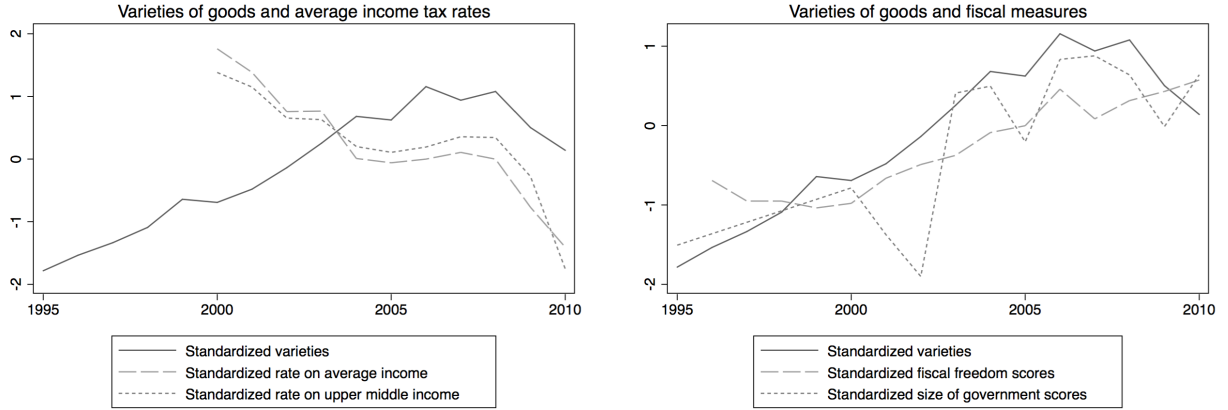 Varieties of goods and average income tax rates
2
1
0
-1
-2
1995 2000 2005 2010
Standardized varieties
Standardized rate on average income
Standardized rate on upper middle income
Varieties of goods and fiscal measures
1
0
-1
-2
1995 2000 2005 2010
Standardized varieties
Standardized fiscal freedom scores
Standardized size of government scores